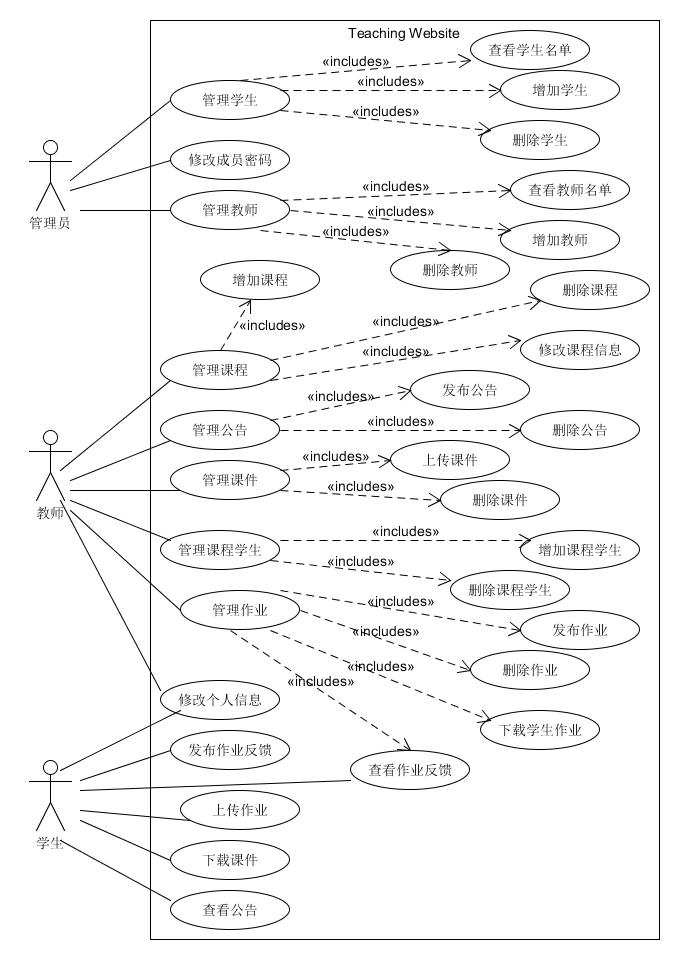 Teaching Website
查看学生名单
«includes»
«includes»
增加学生
管理学生
«includes»
删除学生
管理员
修改成员密码
«includes»
查看教师名单
管理教师
«includes»
«includes»
增加教师
删除教师
增加课程
删除课程
«includes»
«includes»
«includes»
修改课程信息
管理课程
发布公告
«includes»
管理公告
«includes»
删除公告
«includes»
上传课件
管理课件
«includes»
删除课件
教师
«includes»
管理课程学生
增加课程学生
«includes»
删除课程学生
«includes»
管理作业
发布作业
«includes»
删除作业
«includes»
«includes»
修改个人信息
下载学生作业
发布作业反馈
查看作业反馈
上传作业
学生
下载课件
查看公告